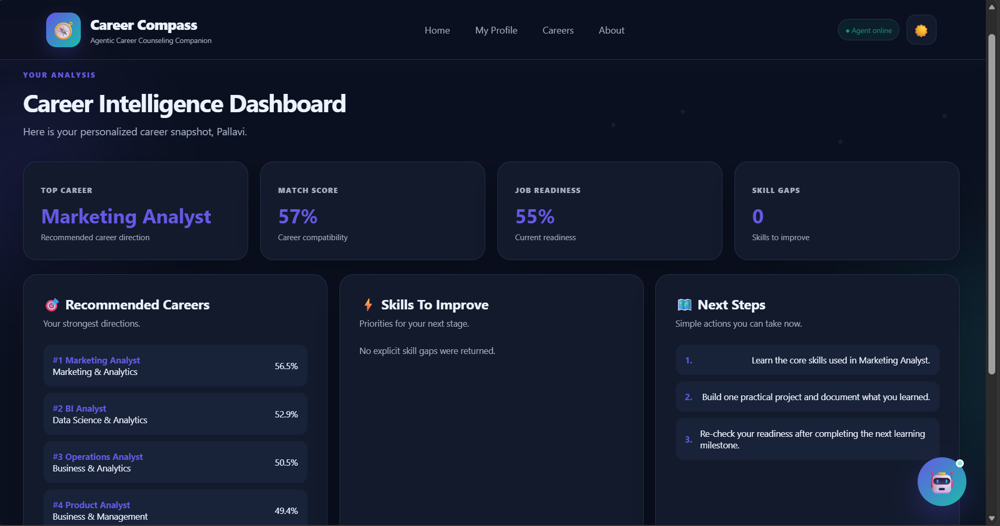 Career Compass
Agentic Career Counseling Companion
Home
My Profile
Careers
About
Agent online
YOUR ANALYSIS
Career Intelligence Dashboard
Here is your personalized career snapshot, Pallavi.
TOP CAREER
Marketing Analyst
Recommended career direction
MATCH SCORE
57%
Career compatibility
JOB READINESS
55%
Current readiness
SKILL GAPS
0
Skills to improve
Recommended Careers
Your strongest directions.
#1 Marketing Analyst
Marketing & Analytics
56.5%
#2 BI Analyst
Data Science & Analytics
52.9%
#3 Operations Analyst
Business & Analytics
50.5%
#4 Product Analyst
Business & Management
49.4%
Skills To Improve
Priorities for your next stage.
No explicit skill gaps were returned.
Next Steps
Simple actions you can take now.
1. Learn the core skills used in Marketing Analyst.
2. Build one practical project and document what you learned.
3. Re-check your readiness after completing the next learning
milestone.